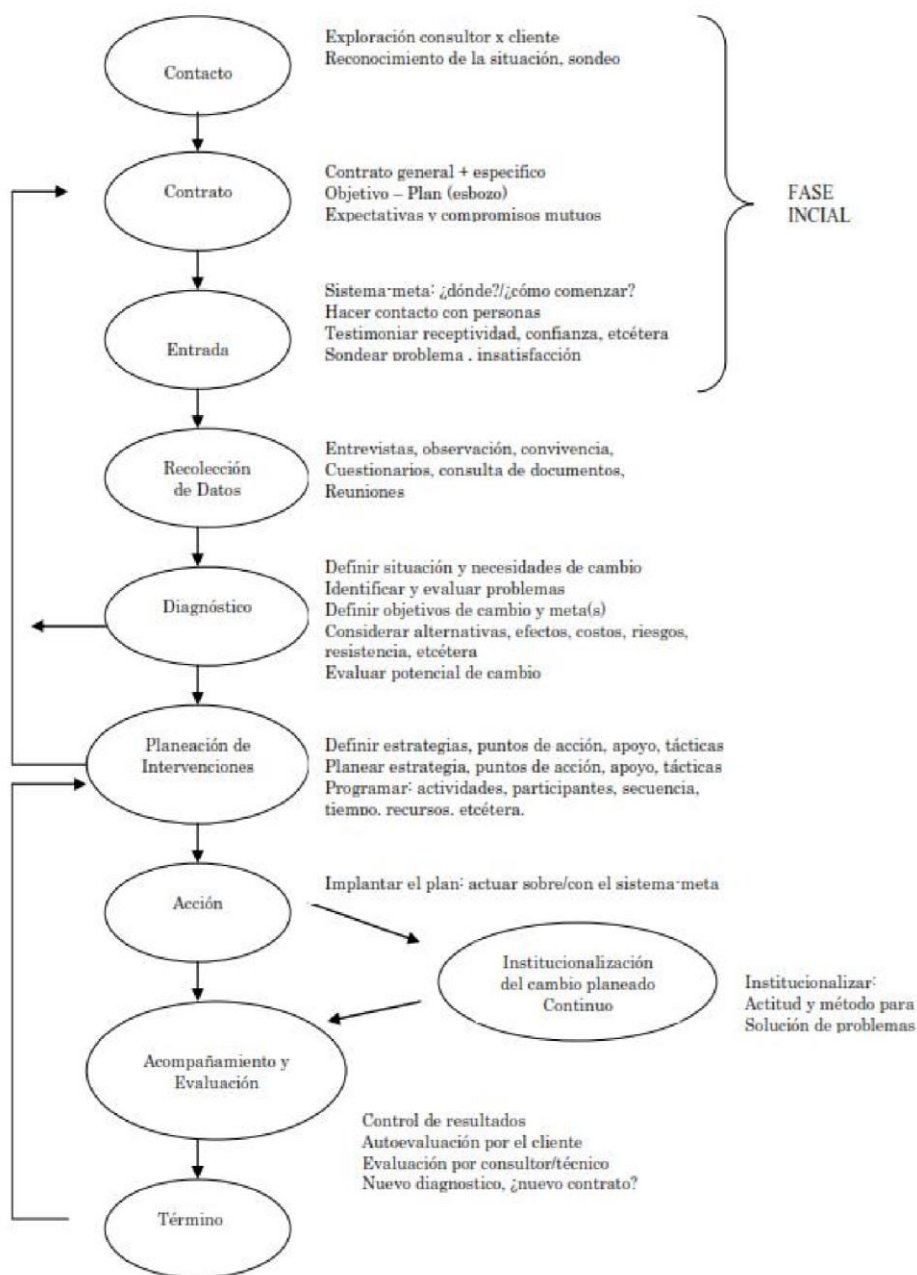 Contacto
Exploración consultor x cliente
Reconocimiento de la situación, sondeo
Contrato
Contrato general + especifico
Objetivo – Plan (esbozo)
Expectativas y compromisos mutuos
FASE
INCIAL
Entrada
Sistema-meta: ¿dónde?/¿cómo comenzar?
Hacer contacto con personas
Testimoniar receptividad, confianza, etcétera
Sondear problema . insatisfacción
Recolección
de Datos
Entrevistas, observación, convivencia,
Cuestionarios, consulta de documentos,
Reuniones
Diagnóstico
Definir situación y necesidades de cambio
Identificar y evaluar problemas
Definir objetivos de cambio y meta(s)
Considerar alternativas, efectos, costos, riesgos,
resistencia, etcétera
Evaluar potencial de cambio
Planeación de
Intervenciones
Definir estrategias, puntos de acción, apoyo, tácticas
Planear estrategia, puntos de acción, apoyo, tácticas
Programar: actividades, participantes, secuencia,
tiempo, recursos, etcétera.
Acción
Implantar el plan: actuar sobre/con el sistema-meta
Institucionalización
del cambio planeado
Continuo
Institucionalizar:
Actitud y método para
Solución de problemas
Acompañamiento y
Evaluación
Control de resultados
Autoevaluación por el cliente
Evaluación por consultor/técnico
Nuevo diagnostico, ¿nuevo contrato?
Término